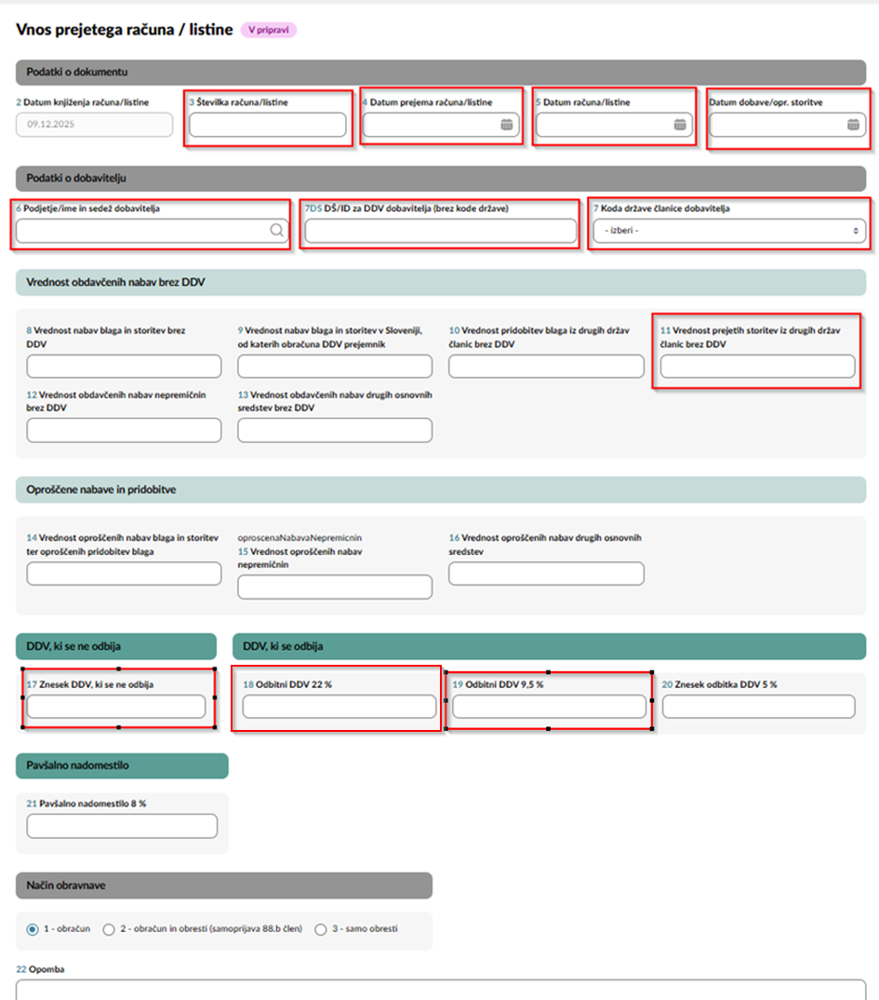 Vnos prejetega računa / listine V pripravi
Podatki o dokumentu
2 Datum knjiženja računa/listine
3 Številka računa/listine
4 Datum prejema računa/listine
5 Datum računa/listine
Datum dobave/opr. storitve
09.12.2025
Podatki o dobavitelju
6 Podjetje/ime in sedež dobavitelja
7DS DŠ/ID za DDV dobavitelja (brez kode države)
7 Koda države članice dobavitelja
- izberi -
Vrednost obdavčenih nabav brez DDV
8 Vrednost nabav blaga in storitev brez
DDV
9 Vrednost nabav blaga in storitev v Sloveniji,
od katerih obračuna DDV prejemnik
10 Vrednost pridobitev blaga iz drugih držav
članic brez DDV
11 Vrednost prejetih storitev iz drugih držav
članic brez DDV
12 Vrednost obdavčenih nabav nepremičnin
brez DDV
13 Vrednost obdavčenih nabav drugih osnovnih
sredstev brez DDV
Oproščene nabave in pridobitve
14 Vrednost oproščenih nabav blaga in storitev
ter oproščenih pridobitev blaga
oproscenaNabavaNepremicnin
15 Vrednost oproščenih nabav
nepremičnin
16 Vrednost oproščenih nabav drugih osnovnih
sredstev
DDV, ki se ne odbija
DDV, ki se odbija
17 Znesek DDV, ki se ne odbija
18 Odbitni DDV 22 %
19 Odbitni DDV 9,5 %
20 Znesek odbitka DDV 5 %
Pavšalno nadomestilo
21 Pavšalno nadomestilo 8 %
Način obravnave
1 - obračun
2 - obračun in obresti (samoprijava 88.b člen)
3 - samo obresti
22 Opomba